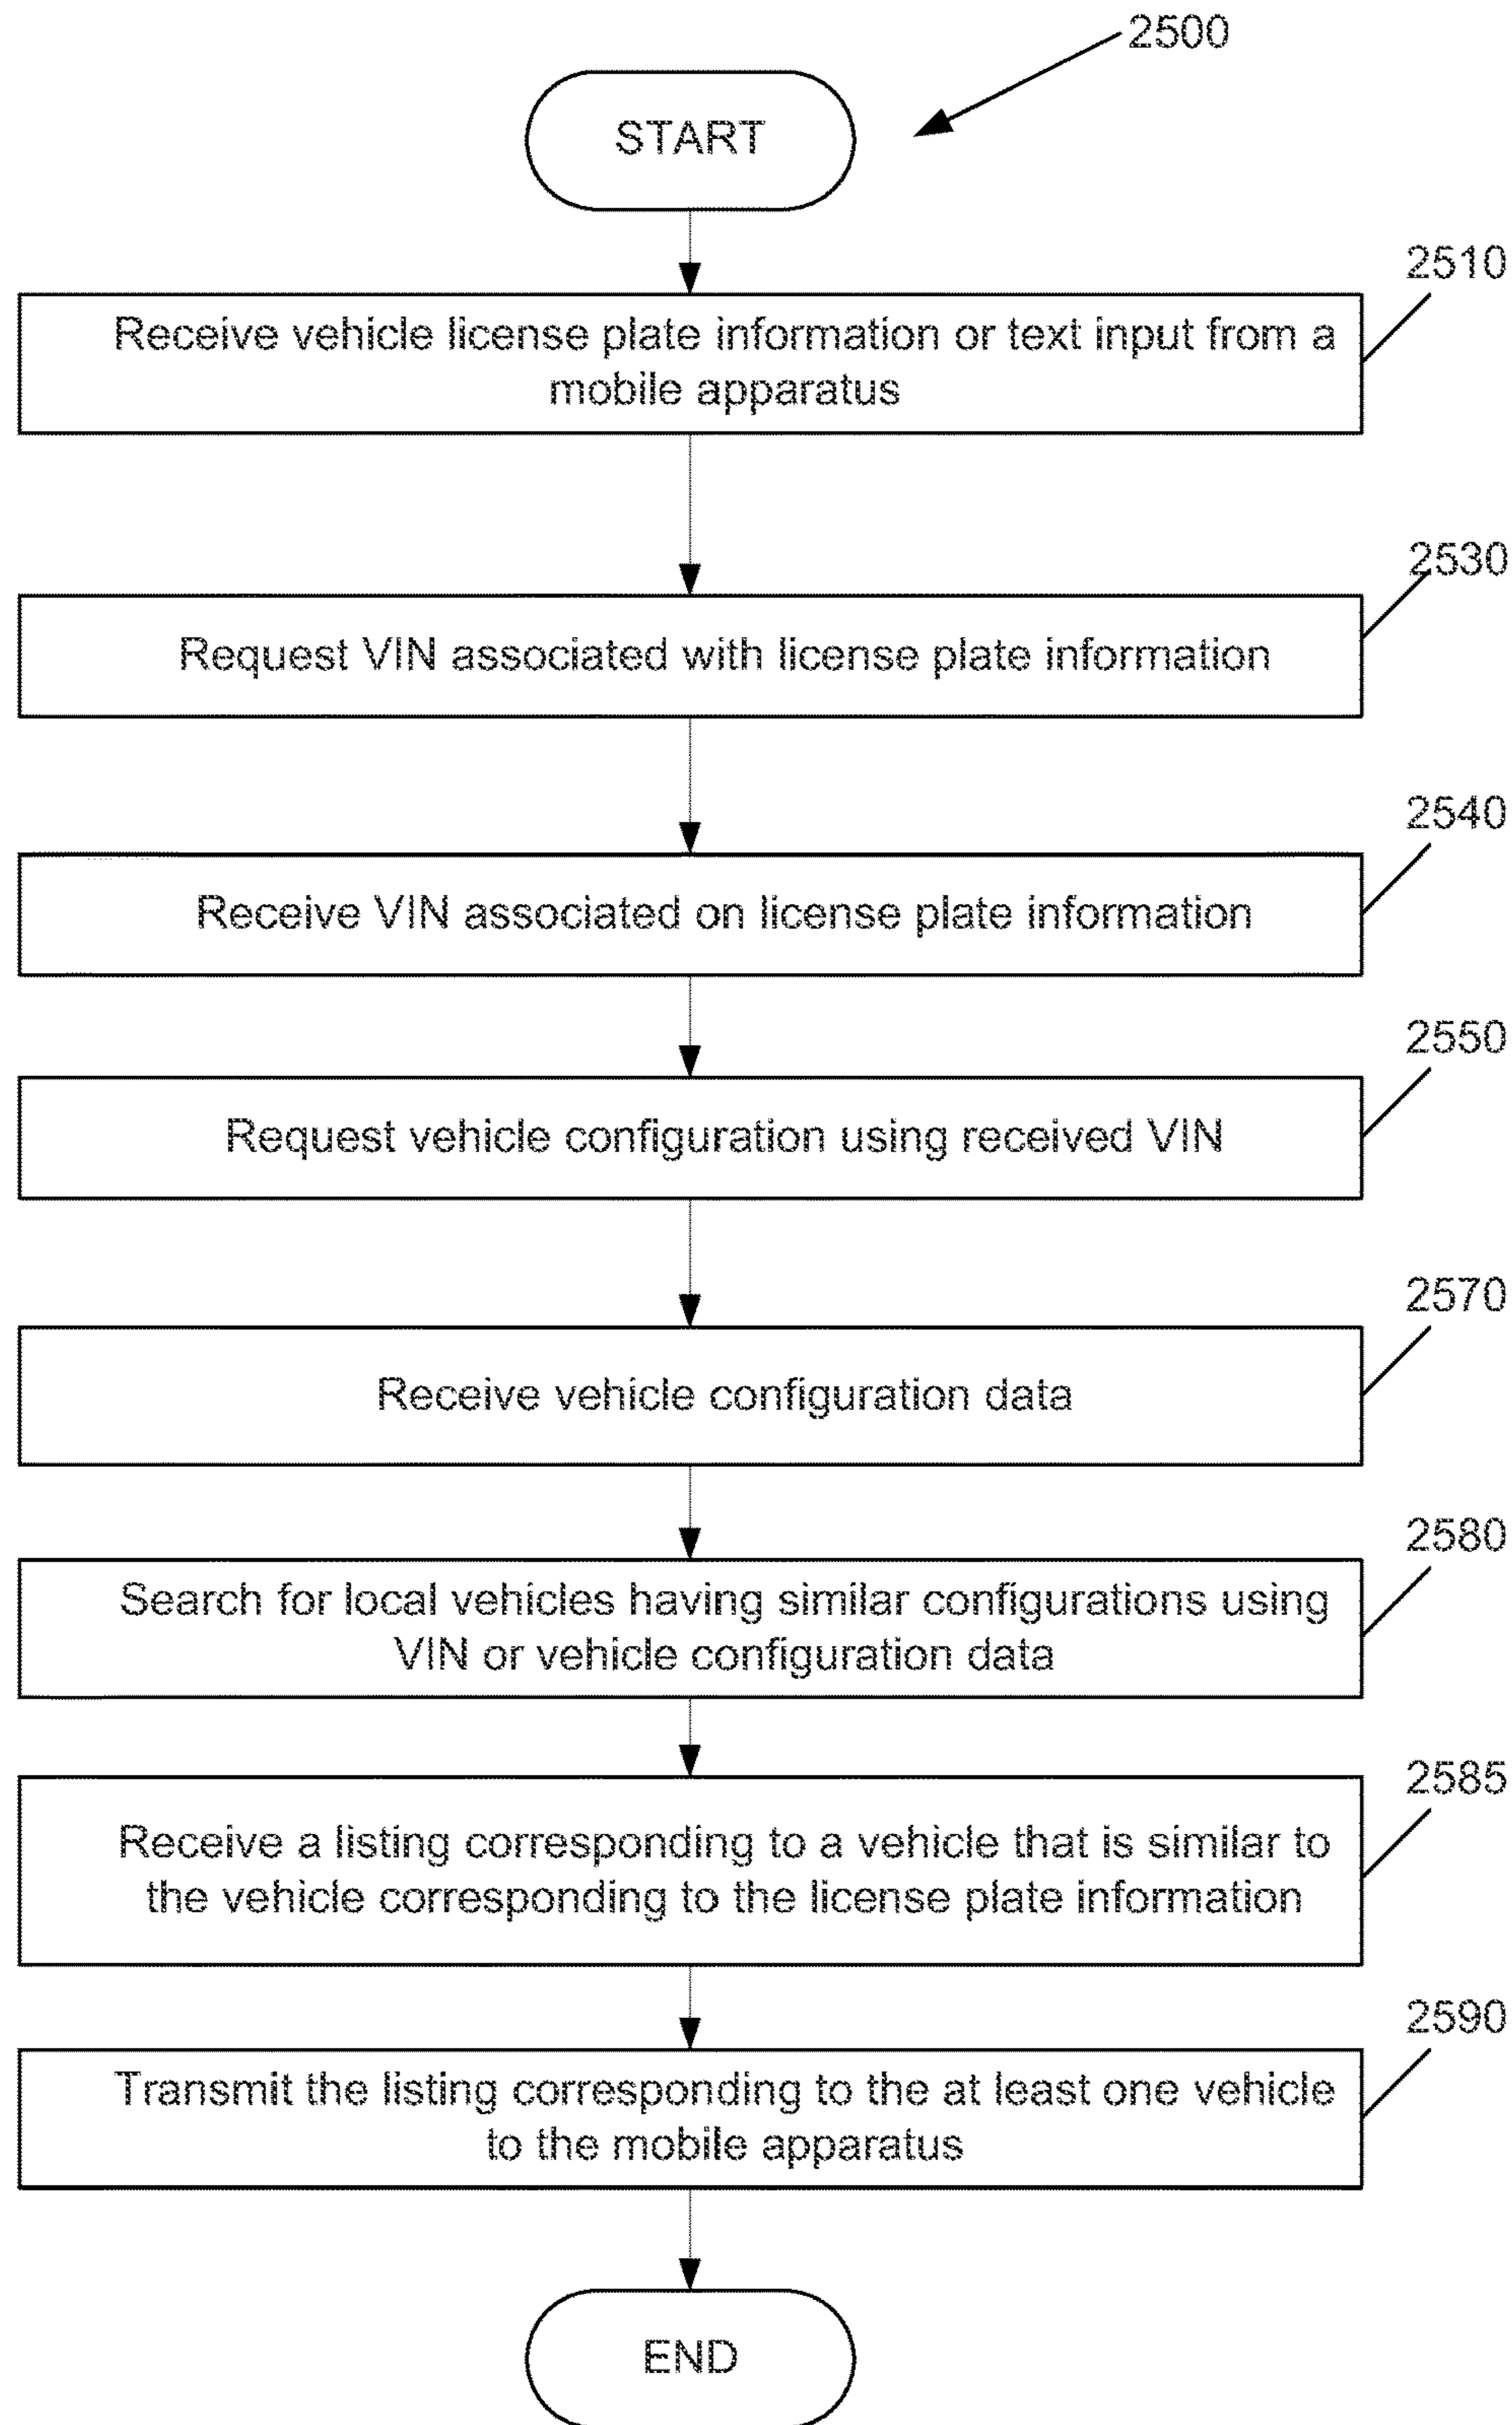 2500
START
2510
Receive vehicle license plate information or text input from a
mobile apparatus
2530
Request VIN associated with license plate information
2540
Receive VIN associated on license plate information
2550
Request vehicle configuration using received VIN
2570
Receive vehicle configuration data
2580
Search for local vehicles having similar configurations using
VIN or vehicle configuration data
2585
Receive a listing corresponding to a vehicle that is similar to
the vehicle corresponding to the license plate information
2590
Transmit the listing corresponding to the at least one vehicle
to the mobile apparatus
END